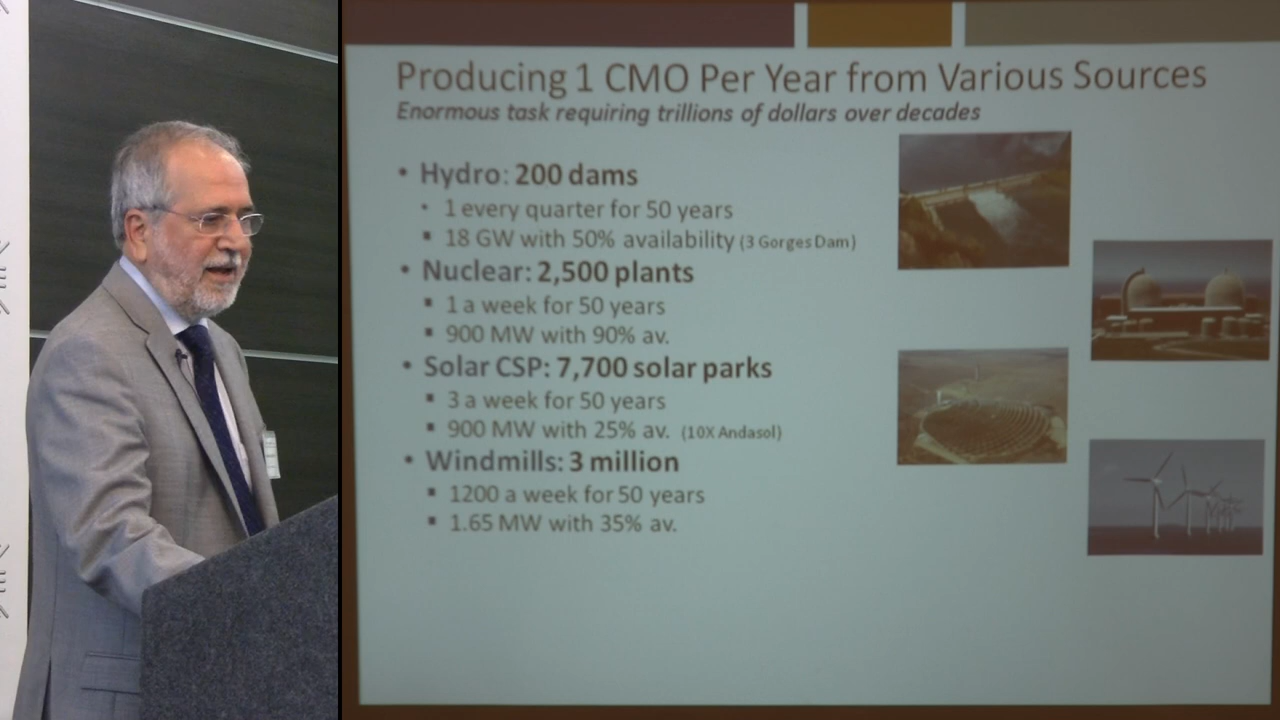 Producing 1 CMO Per Year from Various Sources
Enormous task requiring trillions of dollars over decades
• Hydro: 200 dams
• 1 every quarter for 50 years
▪ 18 GW with 50% availability (3 Gorges Dam)
• Nuclear: 2,500 plants
▪ 1 a week for 50 years
▪ 900 MW with 90% av.
• Solar CSP: 7,700 solar parks
▪ 3 a week for 50 years
▪ 900 MW with 25% av. (10X Andasol)
• Windmills: 3 million
▪ 1200 a week for 50 years
▪ 1.65 MW with 35% av.